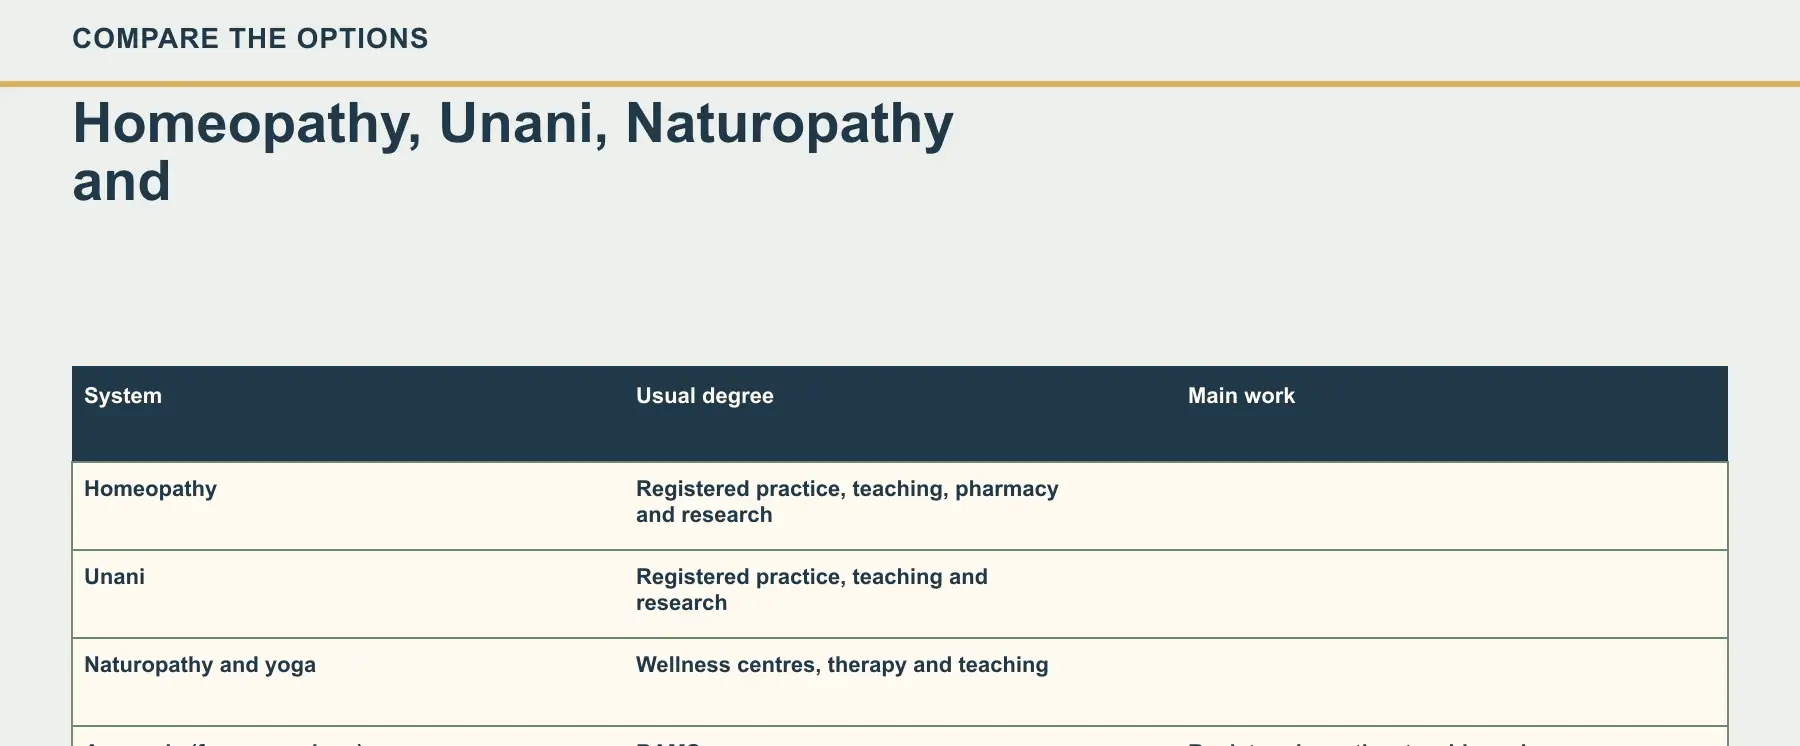 COMPARE THE OPTIONS
Homeopathy, Unani, Naturopathy
and
System Usual degree Main work
Homeopathy Registered practice, teaching, pharmacy
and research
Unani Registered practice, teaching and
research
Naturopathy and yoga Wellness centres, therapy and teaching